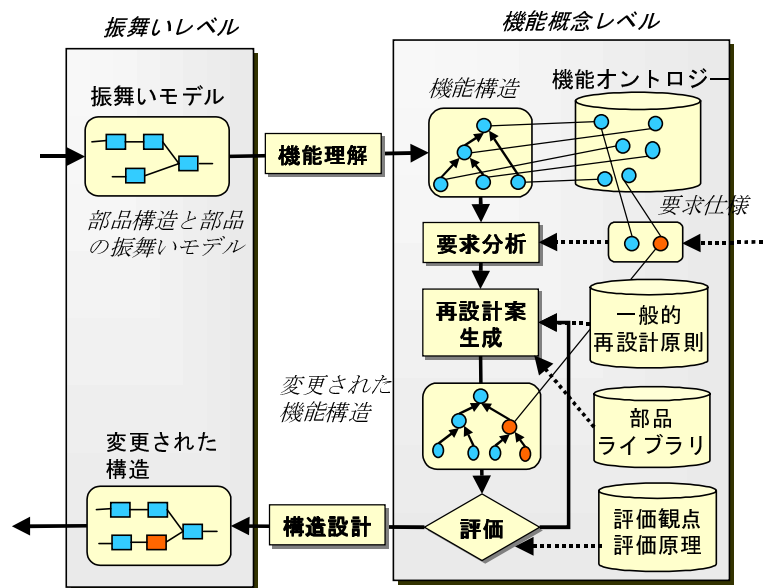 振舞いレベル
機能概念レベル
振舞いモデル
機能構造
機能オントロジー
機能理解
部品構造と部品
の振舞いモデル
要求仕様
要求分析
再設計案
生成
一般的
再設計原則
変更された
機能構造
部品
ライブラリ
変更された
構造
構造設計
評価
評価観点
評価原理